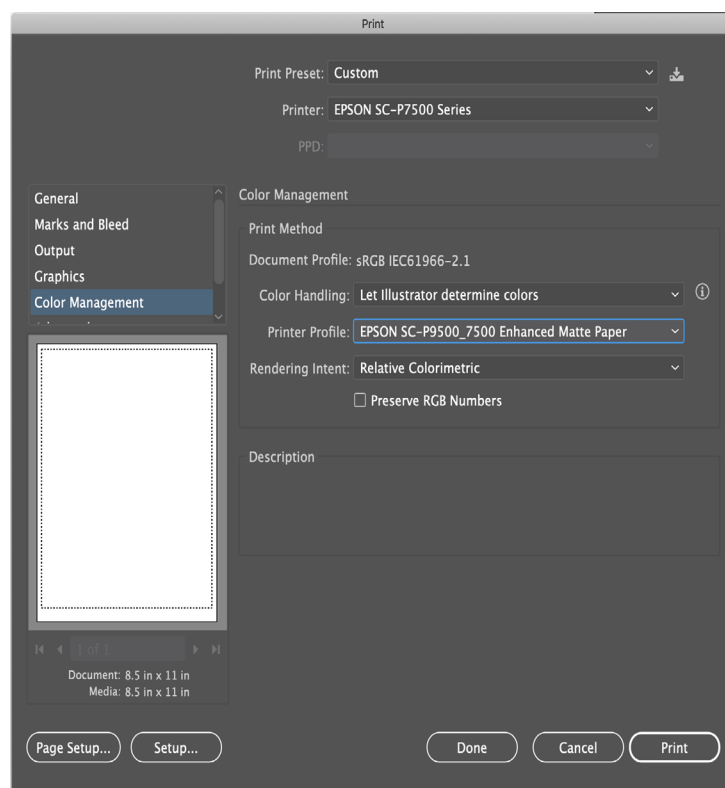 Print
Print Preset: Custom
Printer: EPSON SC-P7500 Series
PPD:
General
Marks and Bleed
Output
Graphics
Color Management
Color Management
Print Method
Document Profile: sRGB IEC61966-2.1
Color Handling: Let Illustrator determine colors
Printer Profile: EPSON SC-P9500_7500 Enhanced Matte Paper
Rendering Intent: Relative Colorimetric
Preserve RGB Numbers
Description
1 of 1
Document: 8.5 in x 11 in
Media: 8.5 in x 11 in
Page Setup...
Setup...
Done
Cancel
Print